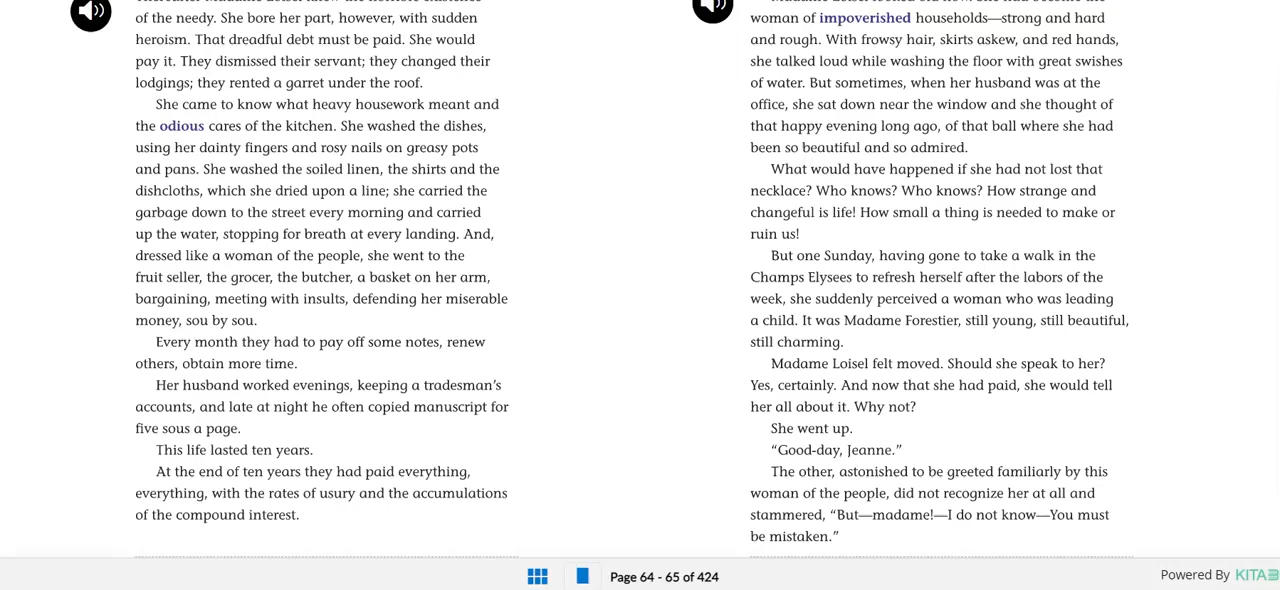 of the needy. She bore her part, however, with sudden
heroism. That dreadful debt must be paid. She would
pay it. They dismissed their servant; they changed their
lodgings; they rented a garret under the roof.
She came to know what heavy housework meant and
the odious cares of the kitchen. She washed the dishes,
using her dainty fingers and rosy nails on greasy pots
and pans. She washed the soiled linen, the shirts and the
dishcloths, which she dried upon a line; she carried the
garbage down to the street every morning and carried
up the water, stopping for breath at every landing. And,
dressed like a woman of the people, she went to the
fruit seller, the grocer, the butcher, a basket on her arm,
bargaining, meeting with insults, defending her miserable
money, sou by sou.
Every month they had to pay off some notes, renew
others, obtain more time.
Her husband worked evenings, keeping a tradesman’s
accounts, and late at night he often copied manuscript for
five sous a page.
This life lasted ten years.
At the end of ten years they had paid everything,
everything, with the rates of usury and the accumulations
of the compound interest.
woman of impoverished households—strong and hard
and rough. With frowsy hair, skirts askew, and red hands,
she talked loud while washing the floor with great swishes
of water. But sometimes, when her husband was at the
office, she sat down near the window and she thought of
that happy evening long ago, of that ball where she had
been so beautiful and so admired.
What would have happened if she had not lost that
necklace? Who knows? Who knows? How strange and
changeful is life! How small a thing is needed to make or
ruin us!
But one Sunday, having gone to take a walk in the
Champs Elysees to refresh herself after the labors of the
week, she suddenly perceived a woman who was leading
a child. It was Madame Forestier, still young, still beautiful,
still charming.
Madame Loisel felt moved. Should she speak to her?
Yes, certainly. And now that she had paid, she would tell
her all about it. Why not?
She went up.
“Good-day, Jeanne.”
The other, astonished to be greeted familiarly by this
woman of the people, did not recognize her at all and
stammered, “But—madame!—I do not know—You must
be mistaken.”
Page 64 - 65 of 424
Powered By KITAB